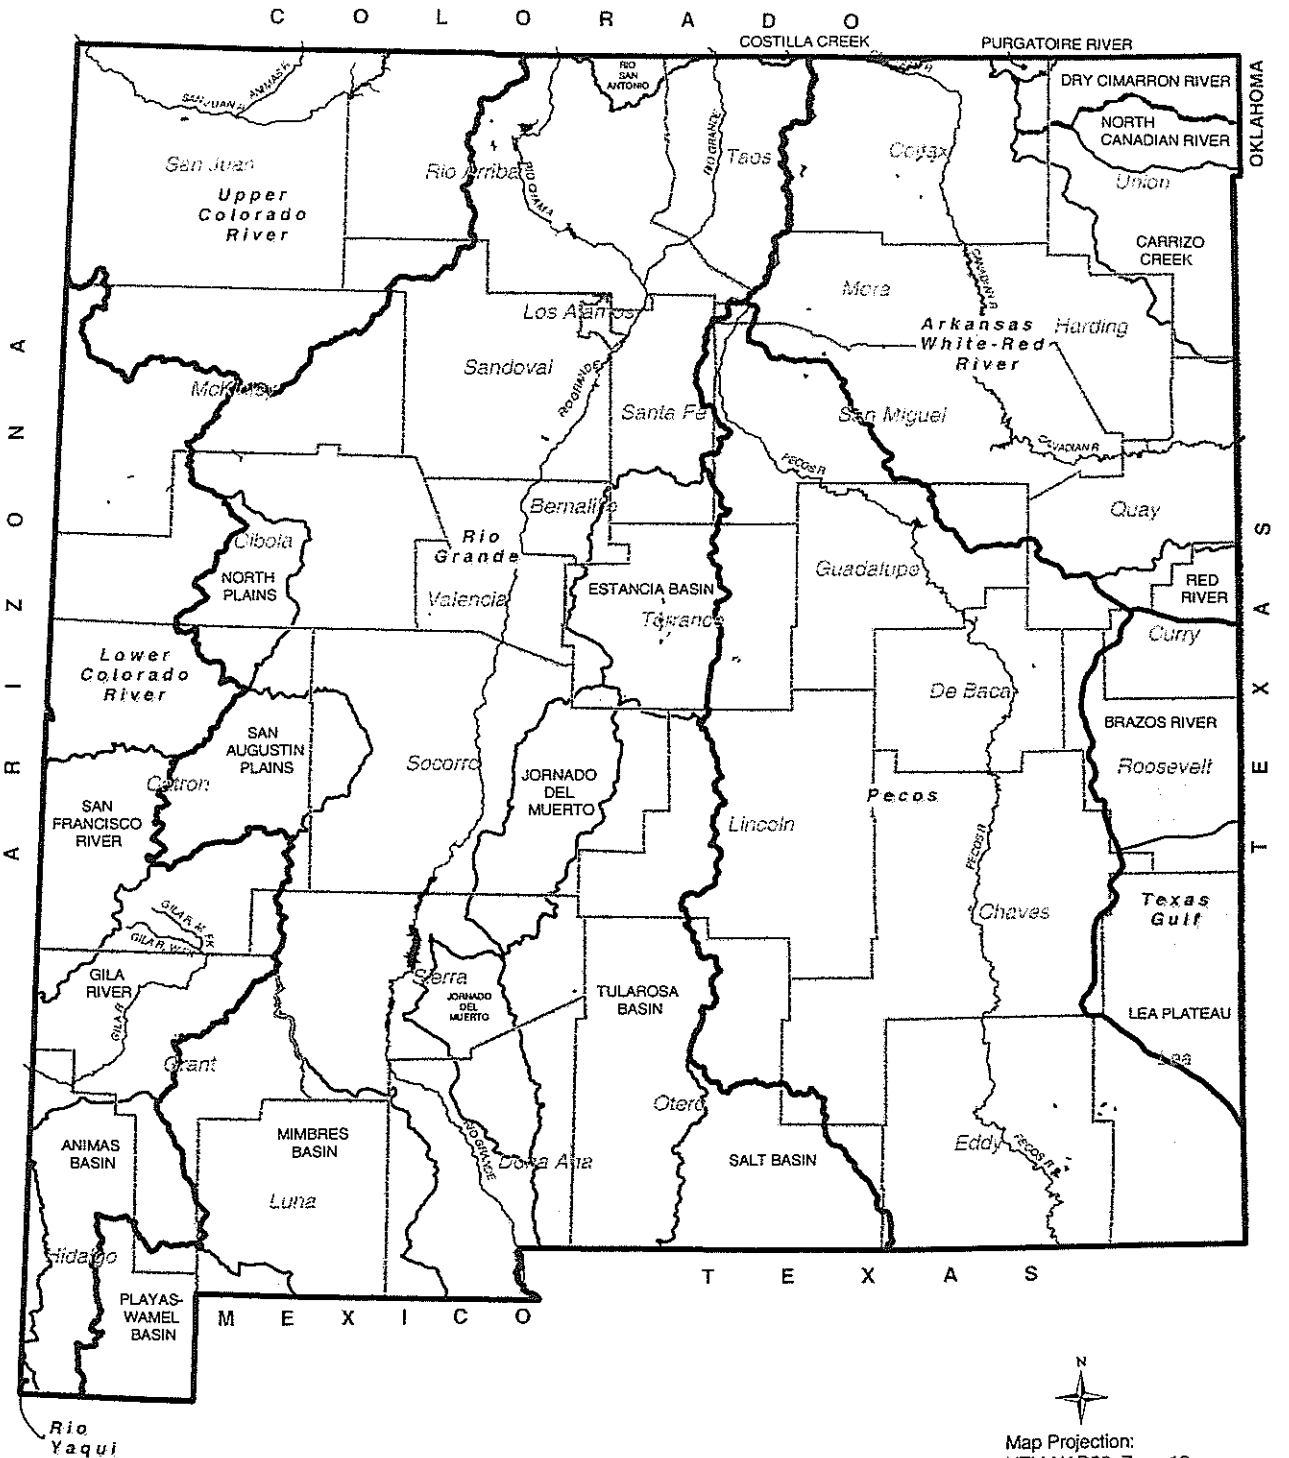 C O L O R A D O
COSTILLA CREEK
PURGATOIRE RIVER
OKLAHOMA
DRY CIMARRON RIVER
NORTH
CANADIAN RIVER
RIO
SAN
ANTONIO
ANIMAS R
SAN JUAN R
San Juan
Rio Arriba
Taos
Colfax
Union
RIO GRANDE
RIO CHAMA
Upper
Colorado
River
CARRIZO
CREEK
CANADIAN R
Mora
Harding
Los Alamos
Arkansas
White-Red
River
Sandoval
McKinley
RIO GRANDE
Santa Fe
San Miguel
CANADIAN R
PECOS R
Bernalillo
Quay
Cibola
Rio
Grande
Guadalupe
NORTH
PLAINS
ESTANCIA BASIN
RED
RIVER
Valencia
Torrance
Curry
Lower
Colorado
River
De Baca
SAN
AUGUSTIN
PLAINS
BRAZOS RIVER
Socorro
JORNADO
DEL
MUERTO
Roosevelt
Catron
Pecos
SAN
FRANCISCO
RIVER
Lincoln
PECOS R
Chaves
Texas
Gulf
GILA R. M. FK
GILA R. W. FK
GILA
RIVER
Sierra
JORNADO
DEL
MUERTO
TULAROSA
BASIN
LEA PLATEAU
GILA R
Grant
Lea
Otero
ANIMAS
BASIN
MIMBRES
BASIN
RIO GRANDE
Dona Ana
SALT BASIN
Eddy
PECOS R
Luna
Hidalgo
PLAYAS-
WAMEL
BASIN
A R I Z O N A
T E X A S
T E X A S
M E X I C O
Rio
Yaqui
N
Map Projection: